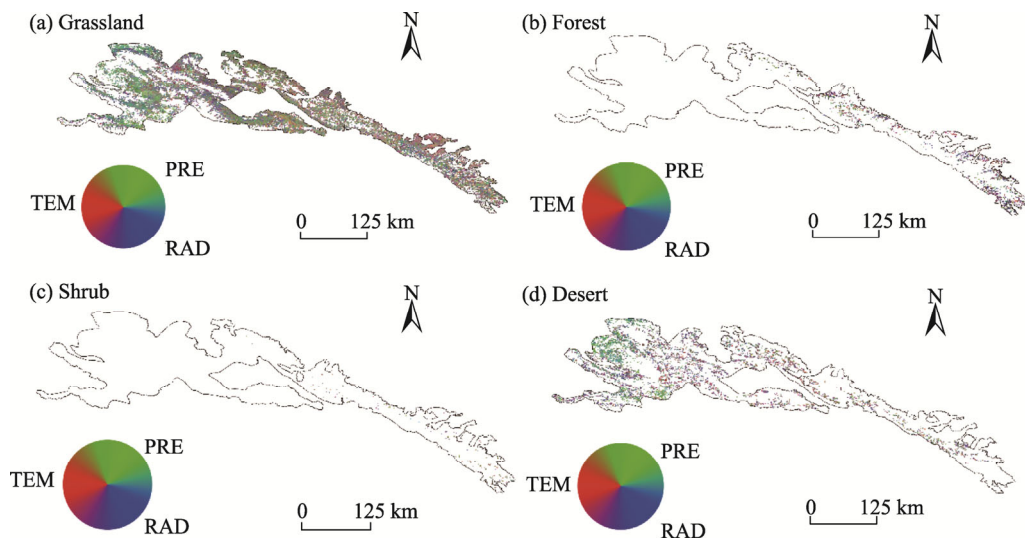 (a) Grassland
N
PRE
TEM
RAD
0 125 km
(b) Forest
N
PRE
TEM
RAD
0 125 km
(c) Shrub
N
PRE
TEM
RAD
0 125 km
(d) Desert
N
PRE
TEM
RAD
0 125 km